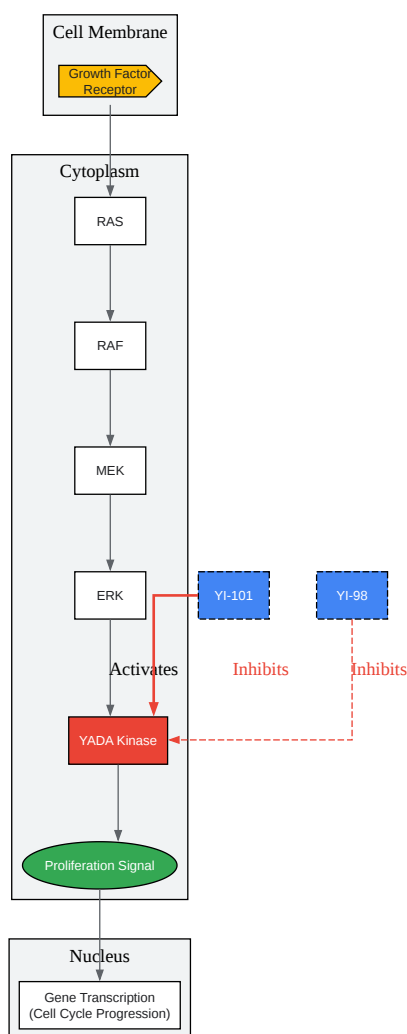 Cell Membrane
Growth Factor
Receptor
Cytoplasm
RAS
RAF
MEK
ERK
YI-101
YI-98
Activates
Inhibits
Inhibits
YADA Kinase
Proliferation Signal
Nucleus
Gene Transcription
(Cell Cycle Progression)